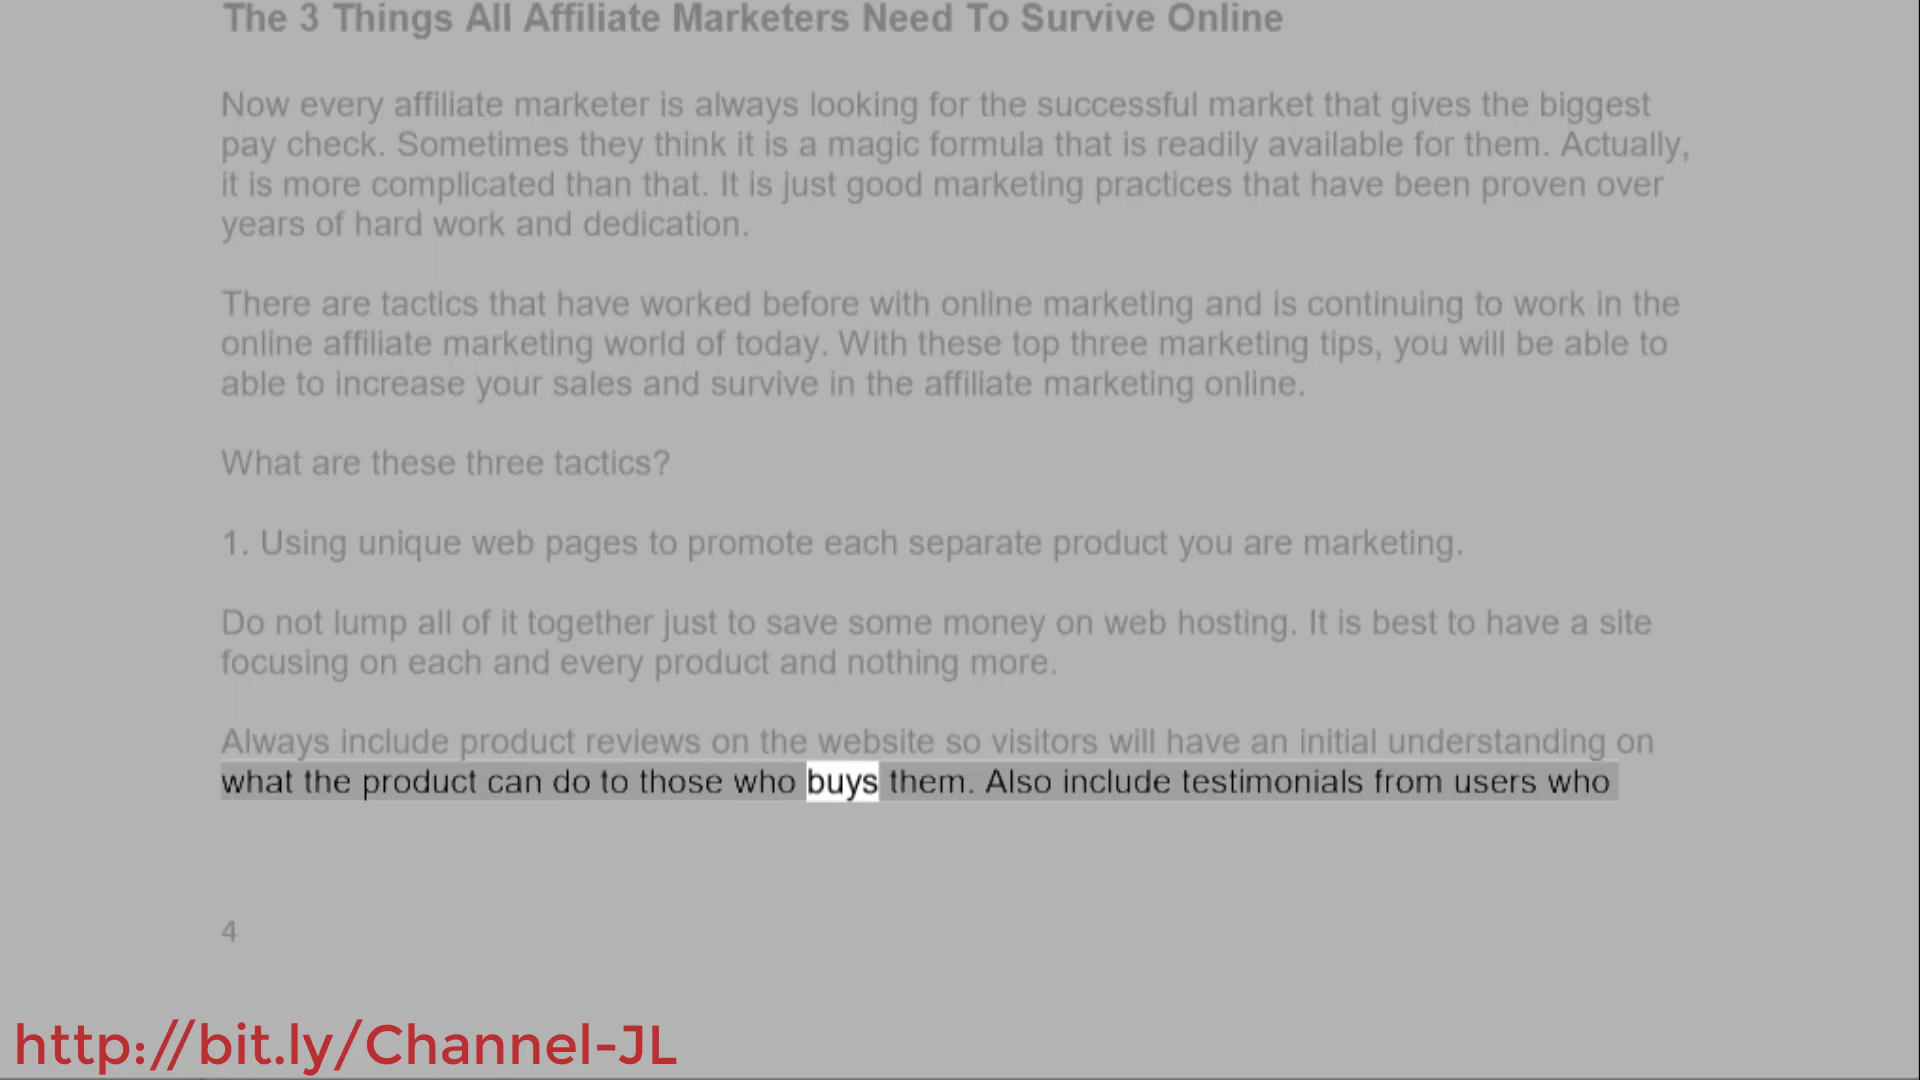 The 3 Things All Affiliate Marketers Need To Survive Online
Now every affiliate marketer is always looking for the successful market that gives the biggest
pay check. Sometimes they think it is a magic formula that is readily available for them. Actually,
it is more complicated than that. It is just good marketing practices that have been proven over
years of hard work and dedication.
There are tactics that have worked before with online marketing and is continuing to work in the
online affiliate marketing world of today. With these top three marketing tips, you will be able to
able to increase your sales and survive in the affiliate marketing online.
What are these three tactics?
1. Using unique web pages to promote each separate product you are marketing.
Do not lump all of it together just to save some money on web hosting. It is best to have a site
focusing on each and every product and nothing more.
Always include product reviews on the website so visitors will have an initial understanding on
what the product can do to those who buys them. Also include testimonials from users who
4
http://bit.ly/Channel-JL